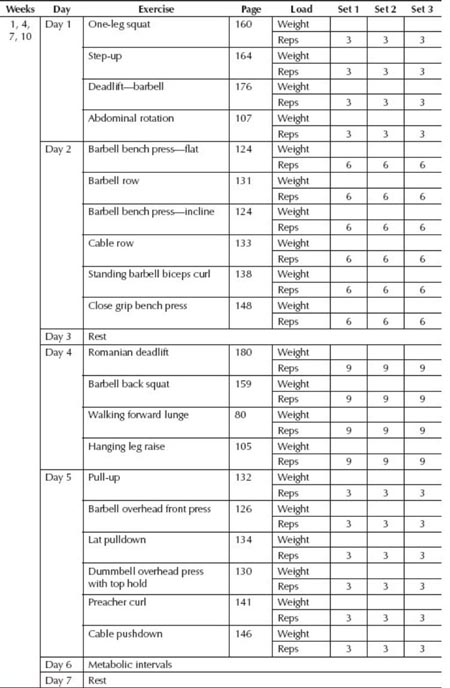 Weeks Day Exercise Page Load Set 1 Set 2 Set 3
1, 4, Day 1 One-leg squat 160 Weight
7, 10 Reps 3 3 3
Step-up 164 Weight
Reps 3 3 3
Deadlift—barbell 176 Weight
Reps 3 3 3
Abdominal rotation 107 Weight
Reps 3 3 3
Day 2 Barbell bench press—flat 124 Weight
Reps 6 6 6
Barbell row 131 Weight
Reps 6 6 6
Barbell bench press—incline 124 Weight
Reps 6 6 6
Cable row 133 Weight
Reps 6 6 6
Standing barbell biceps curl 138 Weight
Reps 6 6 6
Close grip bench press 148 Weight
Reps 6 6 6
Day 3 Rest
Day 4 Romanian deadlift 180 Weight
Reps 9 9 9
Barbell back squat 159 Weight
Reps 9 9 9
Walking forward lunge 80 Weight
Reps 9 9 9
Hanging leg raise 105 Weight
Reps 9 9 9
Day 5 Pull-up 132 Weight
Reps 3 3 3
Barbell overhead front press 126 Weight
Reps 3 3 3
Lat pulldown 134 Weight
Reps 3 3 3
Dummbell overhead press 130 Weight
with top hold Reps 3 3 3
Preacher curl 141 Weight
Reps 3 3 3
Cable pushdown 146 Weight
Reps 3 3 3
Day 6 Metabolic intervals
Day 7 Rest